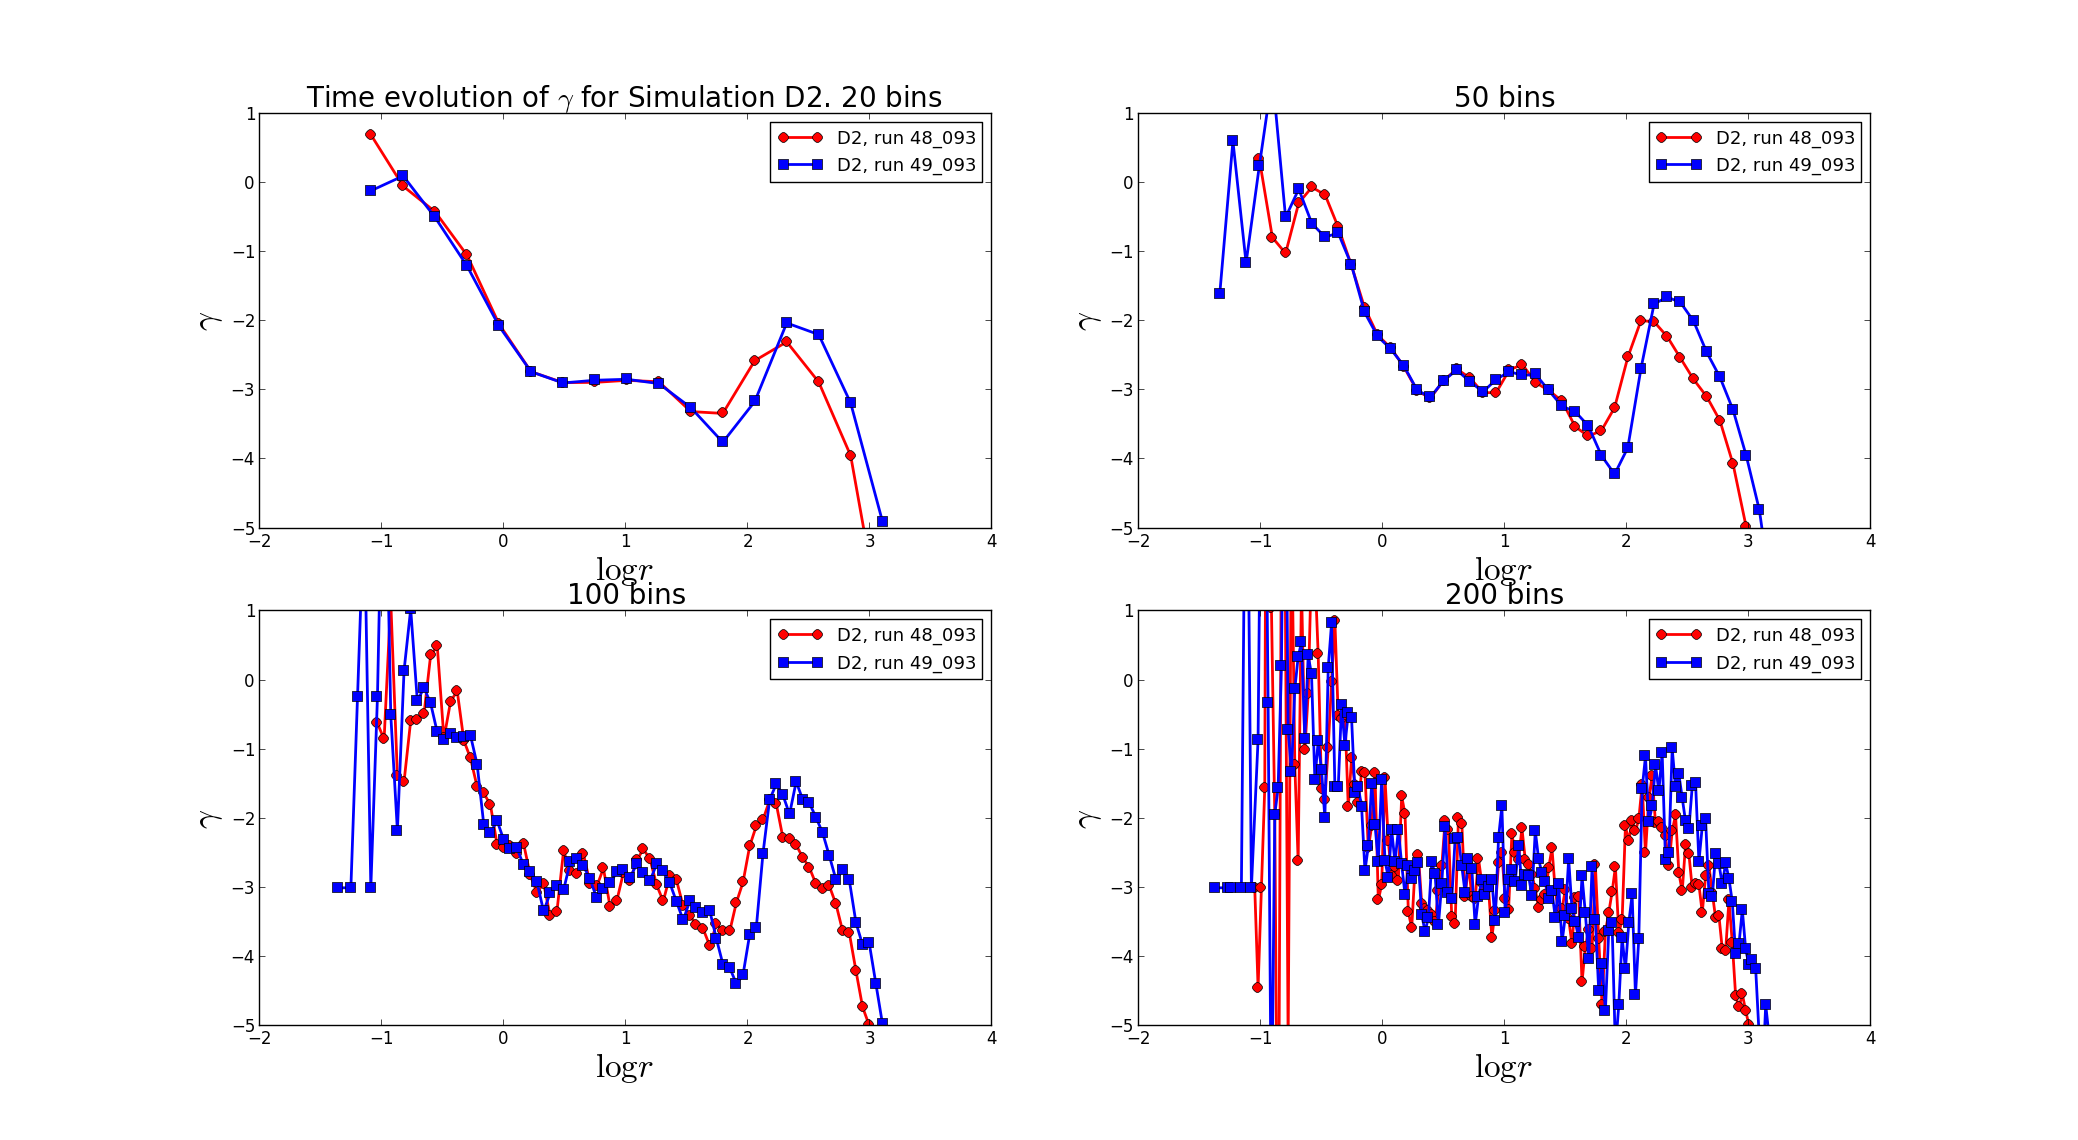 Time evolution of γ for Simulation D2. 20 bins
1
0
−1
−2
−3
−4
−5
γ
D2, run 48_093
D2, run 49_093
−2 −1 0 1 2 3 4
log r
50 bins
1
0
−1
−2
−3
−4
−5
γ
D2, run 48_093
D2, run 49_093
−2 −1 0 1 2 3 4
log r
100 bins
1
0
−1
−2
−3
−4
−5
γ
D2, run 48_093
D2, run 49_093
−2 −1 0 1 2 3 4
log r
200 bins
1
0
−1
−2
−3
−4
−5
γ
D2, run 48_093
D2, run 49_093
−2 −1 0 1 2 3 4
log r